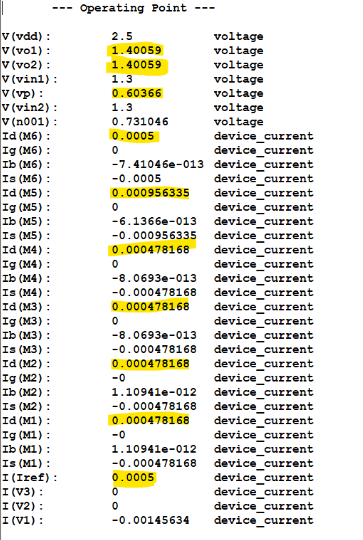 --- Operating Point ---
V(vdd): 2.5 voltage
V(vo1): 1.40059 voltage
V(vo2): 1.40059 voltage
V(vin1): 1.3 voltage
V(vp): 0.60366 voltage
V(vin2): 1.3 voltage
V(n001): 0.731046 voltage
Id(M6): 0.0005 device_current
Ig(M6): 0 device_current
Ib(M6): -7.41046e-013 device_current
Is(M6): -0.0005 device_current
Id(M5): 0.000956335 device_current
Ig(M5): 0 device_current
Ib(M5): -6.1366e-013 device_current
Is(M5): -0.000956335 device_current
Id(M4): 0.000478168 device_current
Ig(M4): 0 device_current
Ib(M4): -8.0693e-013 device_current
Is(M4): -0.000478168 device_current
Id(M3): 0.000478168 device_current
Ig(M3): 0 device_current
Ib(M3): -8.0693e-013 device_current
Is(M3): -0.000478168 device_current
Id(M2): 0.000478168 device_current
Ig(M2): -0 device_current
Ib(M2): 1.10941e-012 device_current
Is(M2): -0.000478168 device_current
Id(M1): 0.000478168 device_current
Ig(M1): -0 device_current
Ib(M1): 1.10941e-012 device_current
Is(M1): -0.000478168 device_current
I(Iref): 0.0005 device_current
I(V3): 0 device_current
I(V2): 0 device_current
I(V1): -0.00145634 device_current